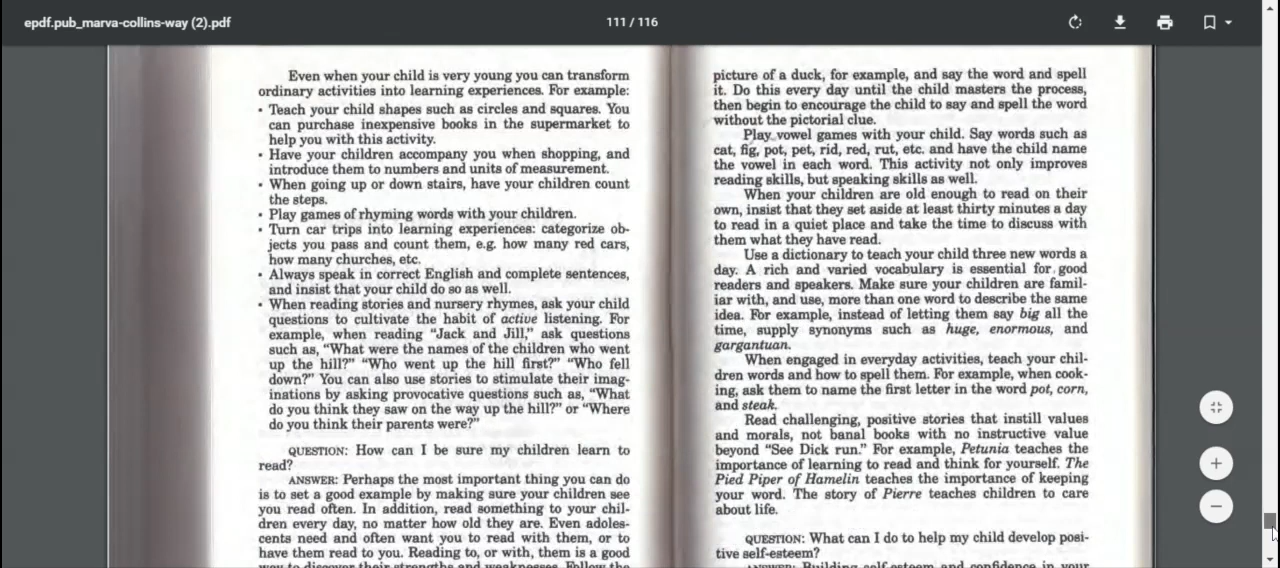 epdf.pub_marva-collins-way (2).pdf
111 / 116
Even when your child is very young you can transform
ordinary activities into learning experiences. For example:
• Teach your child shapes such as circles and squares. You
can purchase inexpensive books in the supermarket to
help you with this activity.
• Have your children accompany you when shopping, and
introduce them to numbers and units of measurement.
• When going up or down stairs, have your children count
the steps.
• Play games of rhyming words with your children.
• Turn car trips into learning experiences: categorize ob-
jects you pass and count them, e.g. how many red cars,
how many churches, etc.
• Always speak in correct English and complete sentences,
and insist that your child do so as well.
• When reading stories and nursery rhymes, ask your child
questions to cultivate the habit of active listening. For
example, when reading "Jack and Jill," ask questions
such as, "What were the names of the children who went
up the hill?" "Who went up the hill first?" "Who fell
down?" You can also use stories to stimulate their imag-
inations by asking provocative questions such as, "What
do you think they saw on the way up the hill?" or "Where
do you think their parents were?"
QUESTION: How can I be sure my children learn to
read?
ANSWER: Perhaps the most important thing you can do
is to set a good example by making sure your children see
you read often. In addition, read something to your chil-
dren every day, no matter how old they are. Even adoles-
cents need and often want you to read with them, or to
have them read to you. Reading to, or with, them is a good
way to discover their strengths and weaknesses. Follow the
picture of a duck, for example, and say the word and spell
it. Do this every day until the child masters the process,
then begin to encourage the child to say and spell the word
without the pictorial clue.
Play vowel games with your child. Say words such as
cat, fig, pot, pet, rid, red, rut, etc. and have the child name
the vowel in each word. This activity not only improves
reading skills, but speaking skills as well.
When your children are old enough to read on their
own, insist that they set aside at least thirty minutes a day
to read in a quiet place and take the time to discuss with
them what they have read.
Use a dictionary to teach your child three new words a
day. A rich and varied vocabulary is essential for good
readers and speakers. Make sure your children are famil-
iar with, and use, more than one word to describe the same
idea. For example, instead of letting them say big all the
time, supply synonyms such as huge, enormous, and
gargantuan.
When engaged in everyday activities, teach your chil-
dren words and how to spell them. For example, when cook-
ing, ask them to name the first letter in the word pot, corn,
and steak.
Read challenging, positive stories that instill values
and morals, not banal books with no instructive value
beyond "See Dick run." For example, Petunia teaches the
importance of learning to read and think for yourself. The
Pied Piper of Hamelin teaches the importance of keeping
your word. The story of Pierre teaches children to care
about life.
QUESTION: What can I do to help my child develop posi-
tive self-esteem?
ANSWER: Building self-esteem and confidence in your